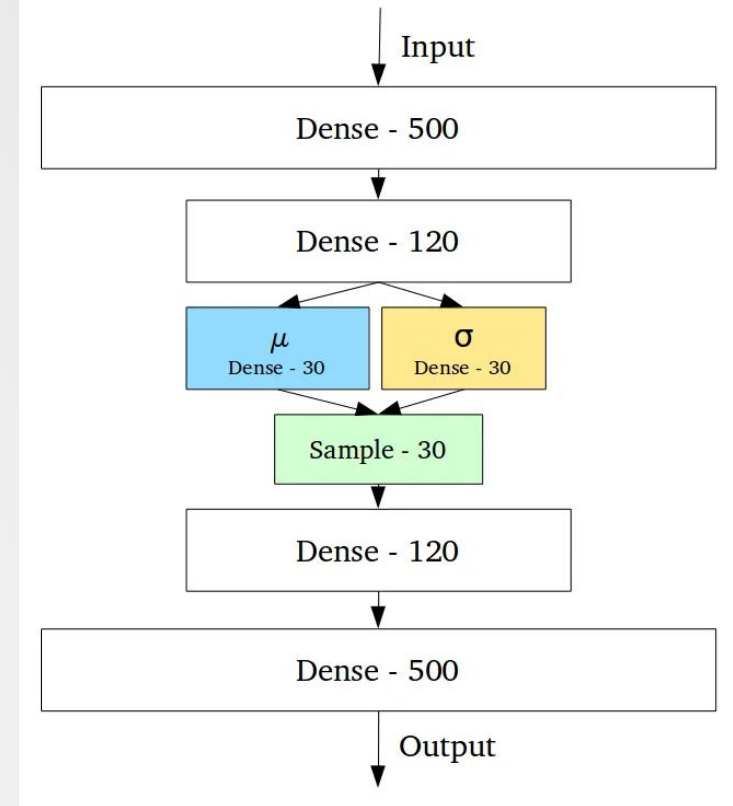 Input
Dense - 500
Dense - 120
μ
Dense - 30
σ
Dense - 30
Sample - 30
Dense - 120
Dense - 500
Output